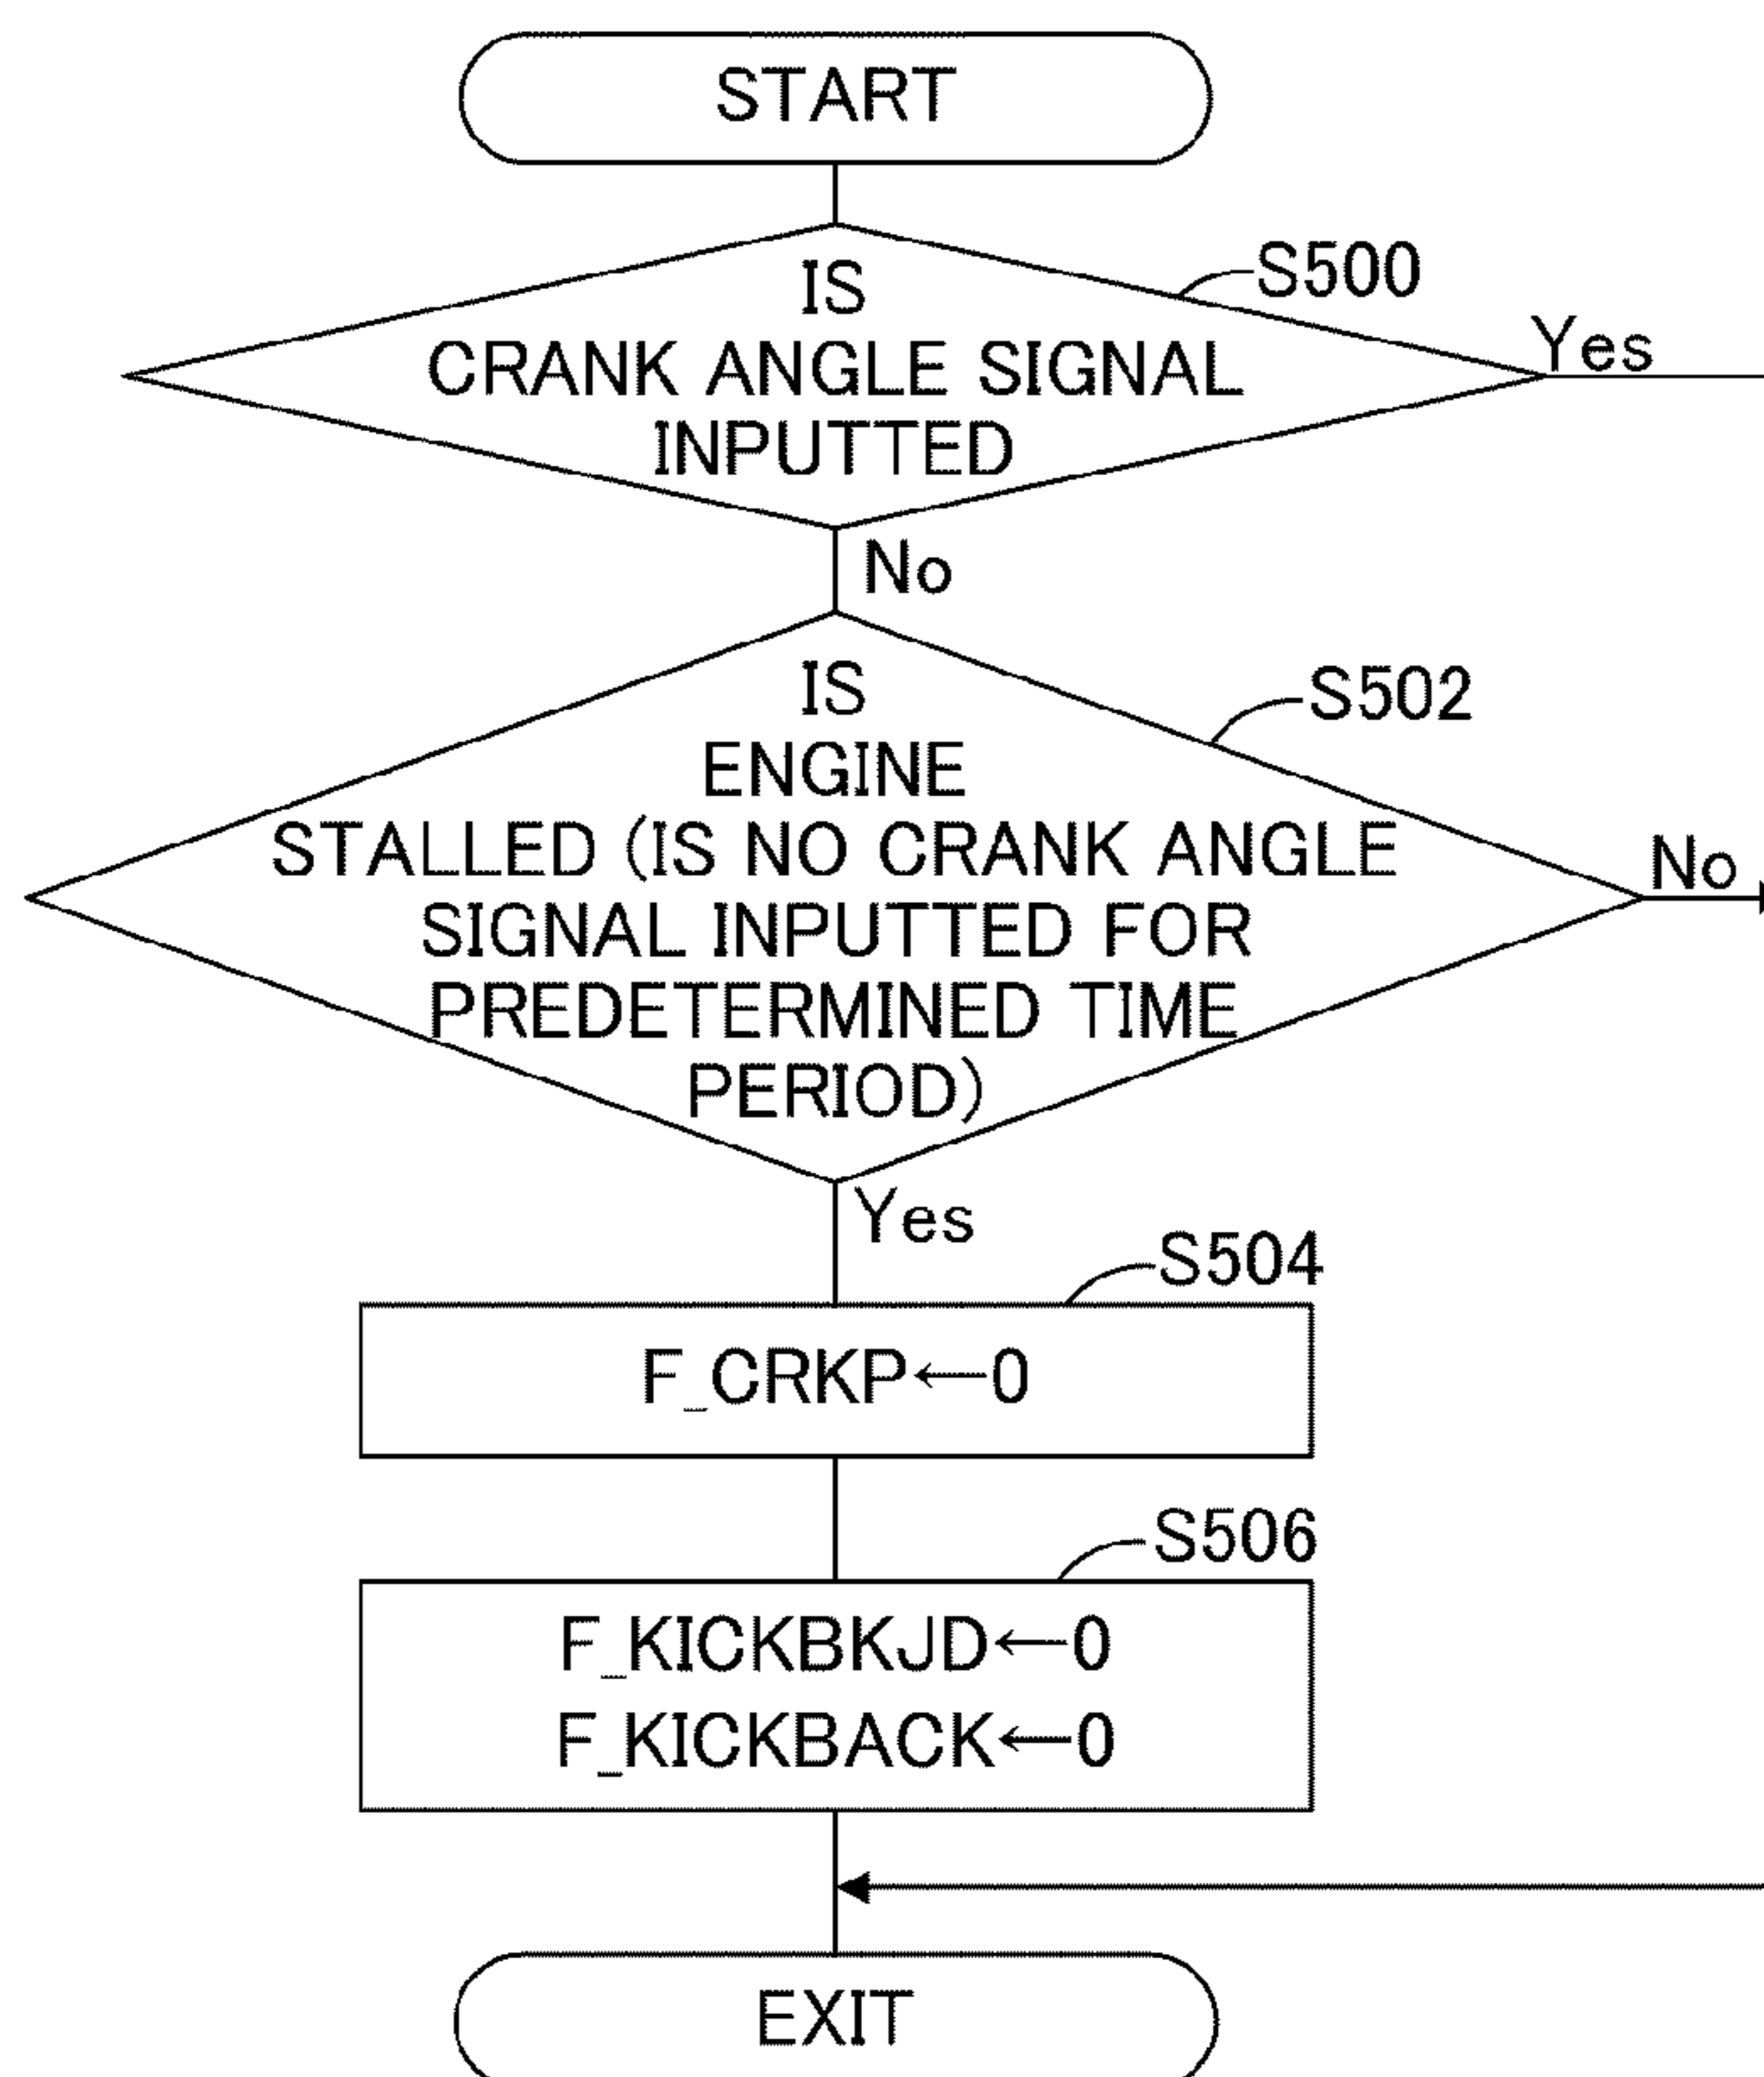 START
IS
CRANK ANGLE SIGNAL
INPUTTED
S500
Yes
No
IS
ENGINE
STALLED (IS NO CRANK ANGLE
SIGNAL INPUTTED FOR
PREDETERMINED TIME
PERIOD)
S502
No
Yes
S504
F_CRKP←0
S506
F_KICKBKJD←0
F_KICKBACK←0
EXIT